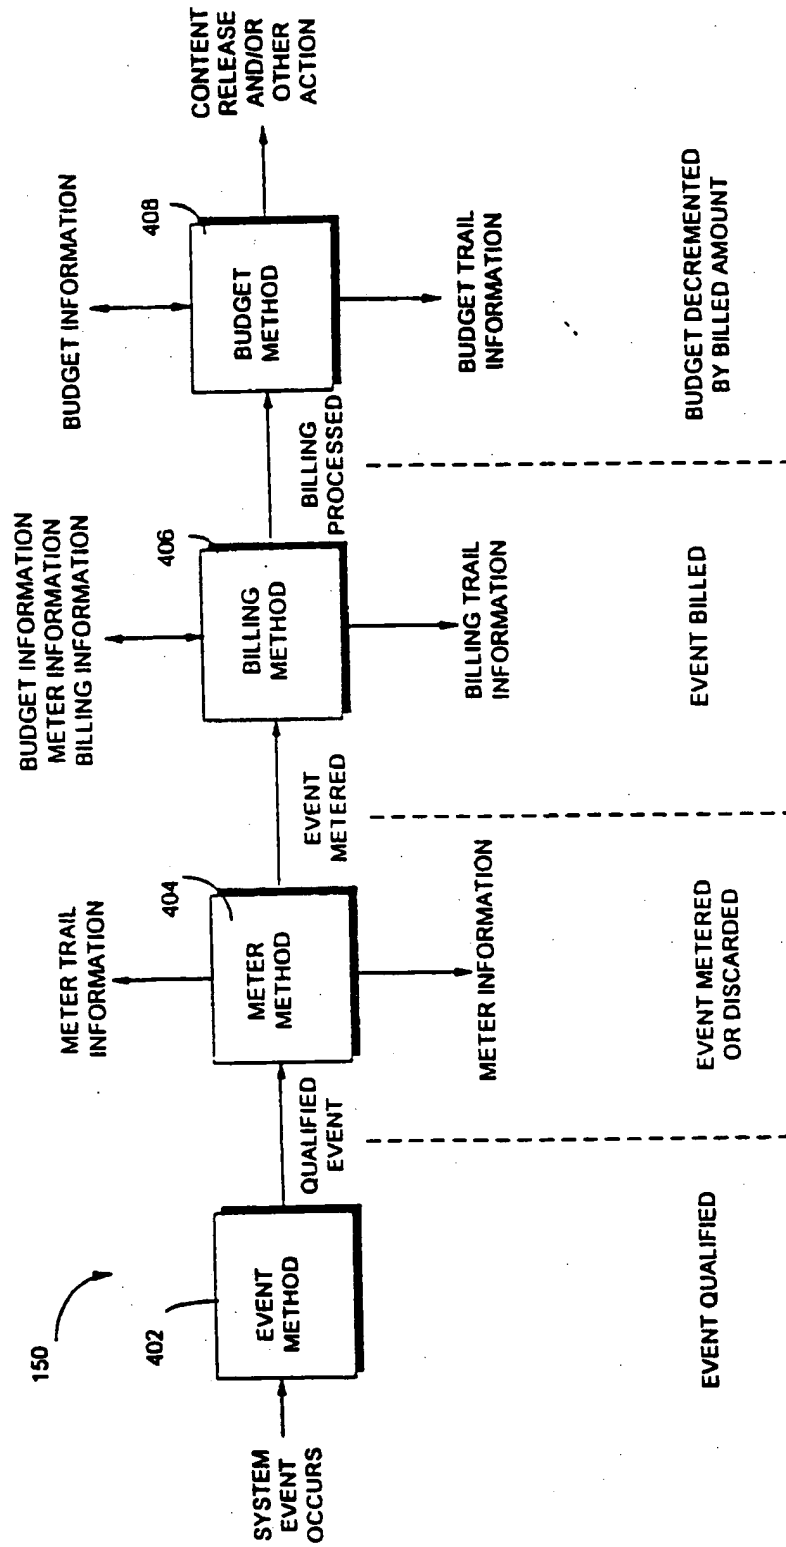 150
SYSTEM
EVENT
OCCURS
402
EVENT
METHOD
QUALIFIED
EVENT
METER TRAIL
INFORMATION
404
METER
METHOD
METER INFORMATION
EVENT
METERED
BUDGET INFORMATION
METER INFORMATION
BILLING INFORMATION
406
BILLING
METHOD
BILLING TRAIL
INFORMATION
BILLING
PROCESSED
BUDGET INFORMATION
408
BUDGET
METHOD
BUDGET TRAIL
INFORMATION
CONTENT
RELEASE
AND/OR
OTHER
ACTION
EVENT QUALIFIED
EVENT METERED
OR DISCARDED
EVENT BILLED
BUDGET DECREMENTED
BY BILLED AMOUNT